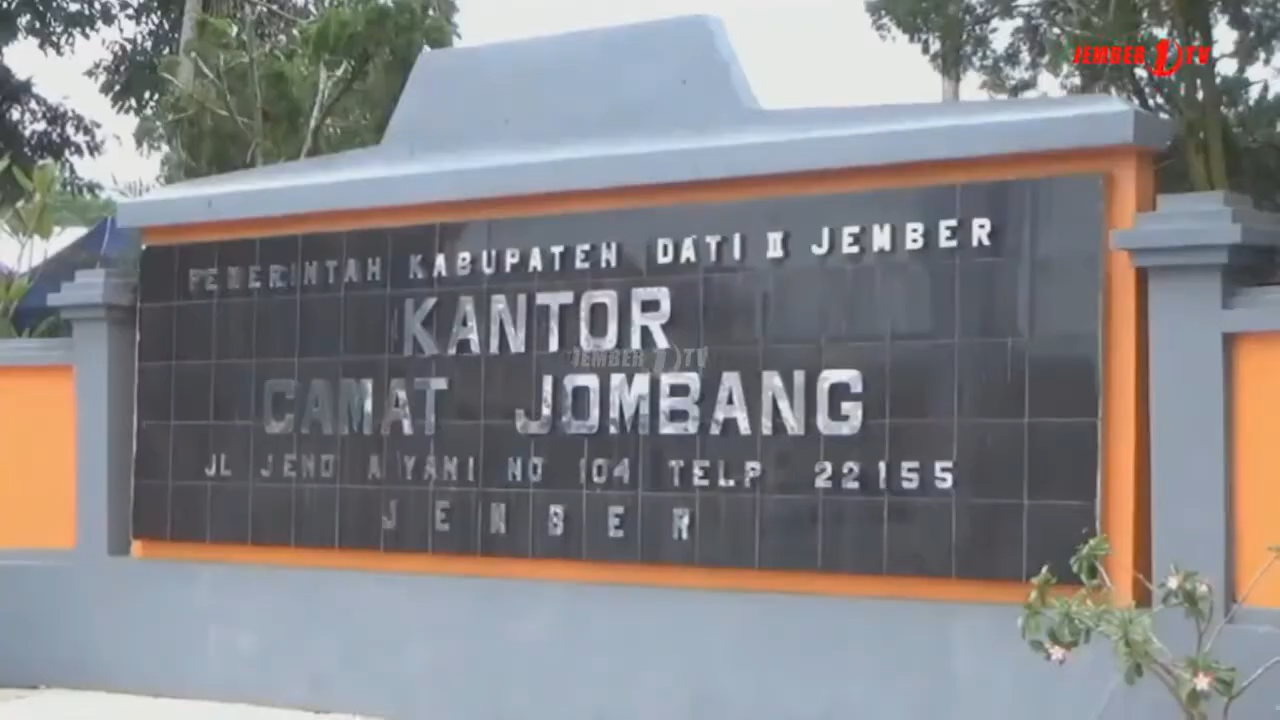 JEMBER 1 TV
PEMERINTAH KABUPATEN DATI II JEMBER
KANTOR
JEMBER 1 TV
CAMAT JOMBANG
JL JEND A YANI NO 104 TELP 22155
JEMBER